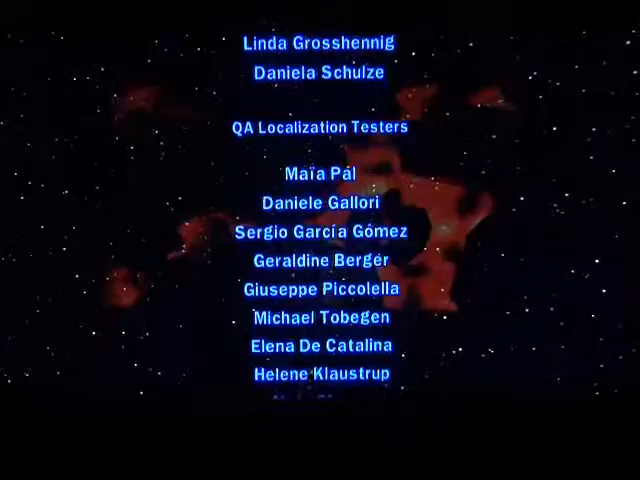 Linda Grosshennig
Daniela Schulze
QA Localization Testers
Maïa Pál
Daniele Gallori
Sergio García Gómez
Geraldine Berger
Giuseppe Piccolella
Michael Tobegen
Elena De Catalina
Helene Klaustrup